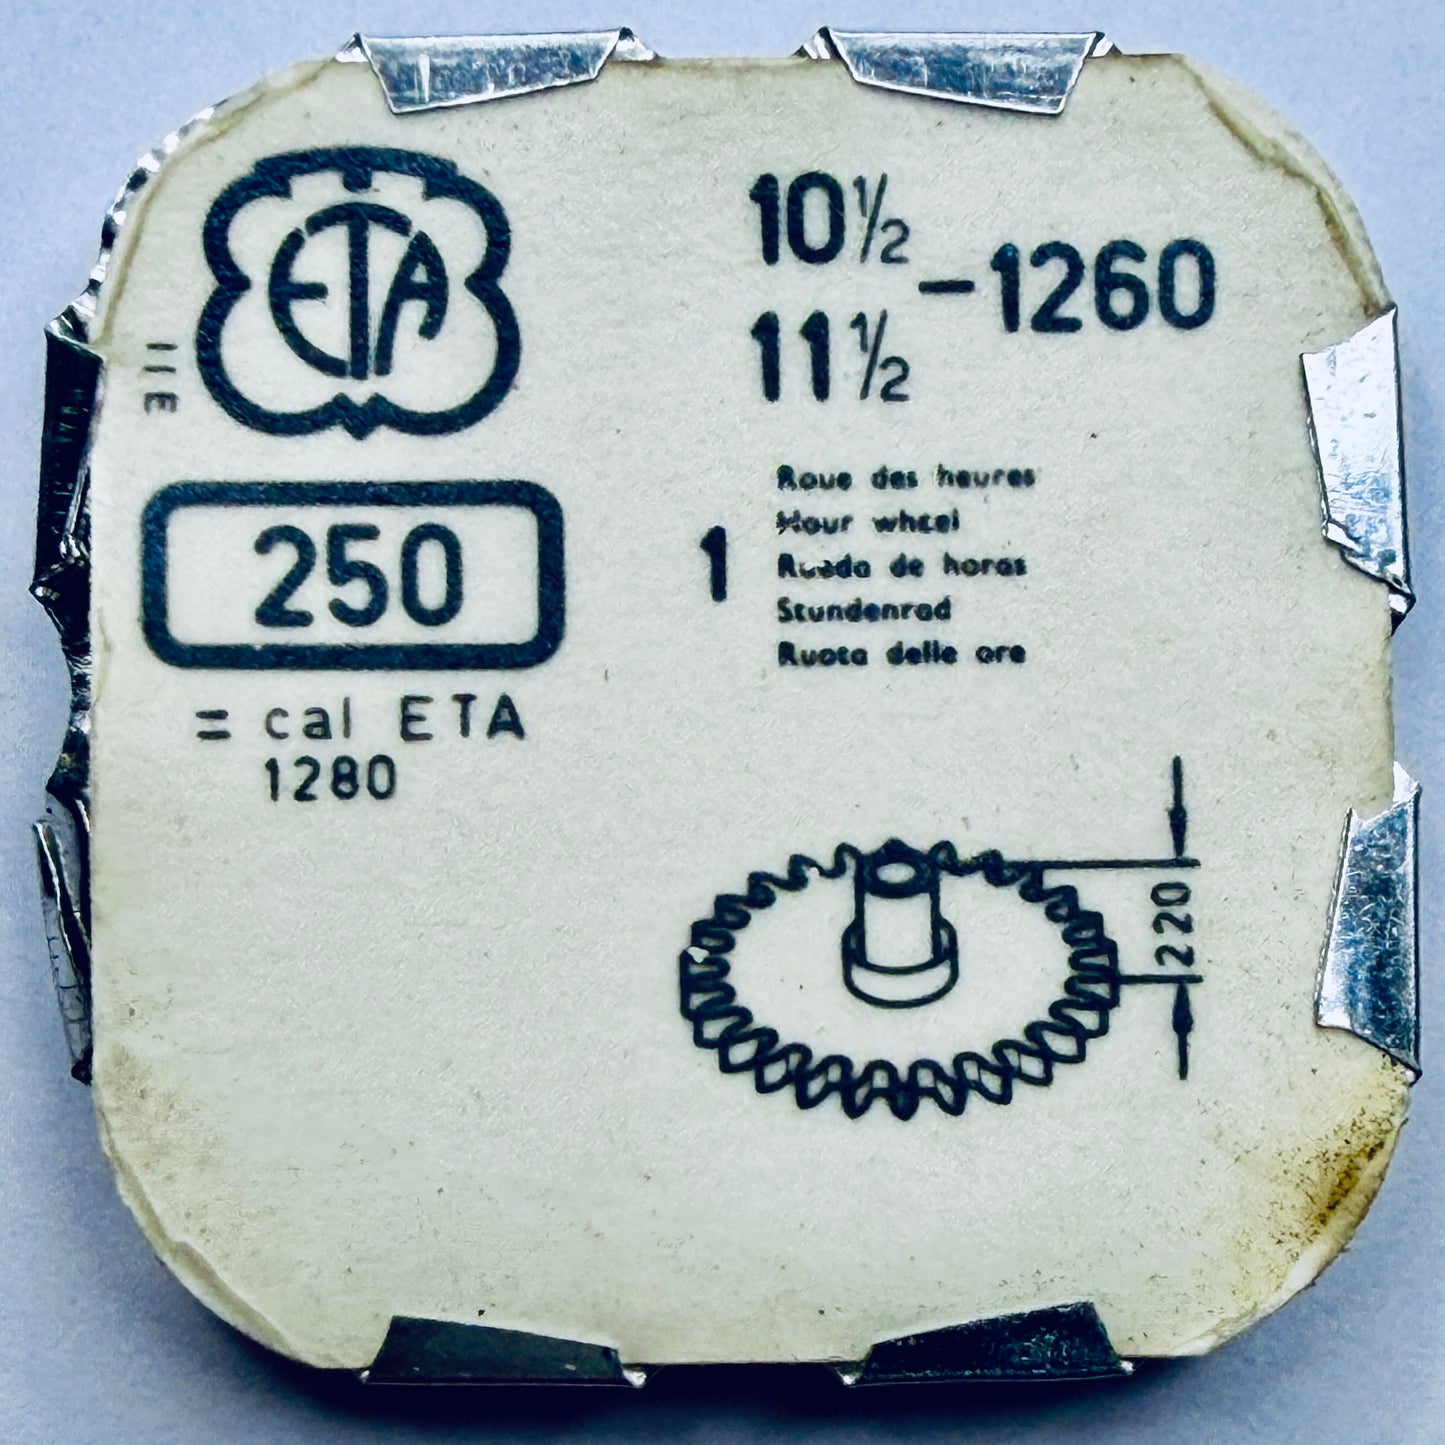 ETA
III3
250
= cal ETA
1280
10½
11½
-1260
1
Roue des heures
Hour wheel
Rueda de horas
Stundenrad
Ruota delle ore
220